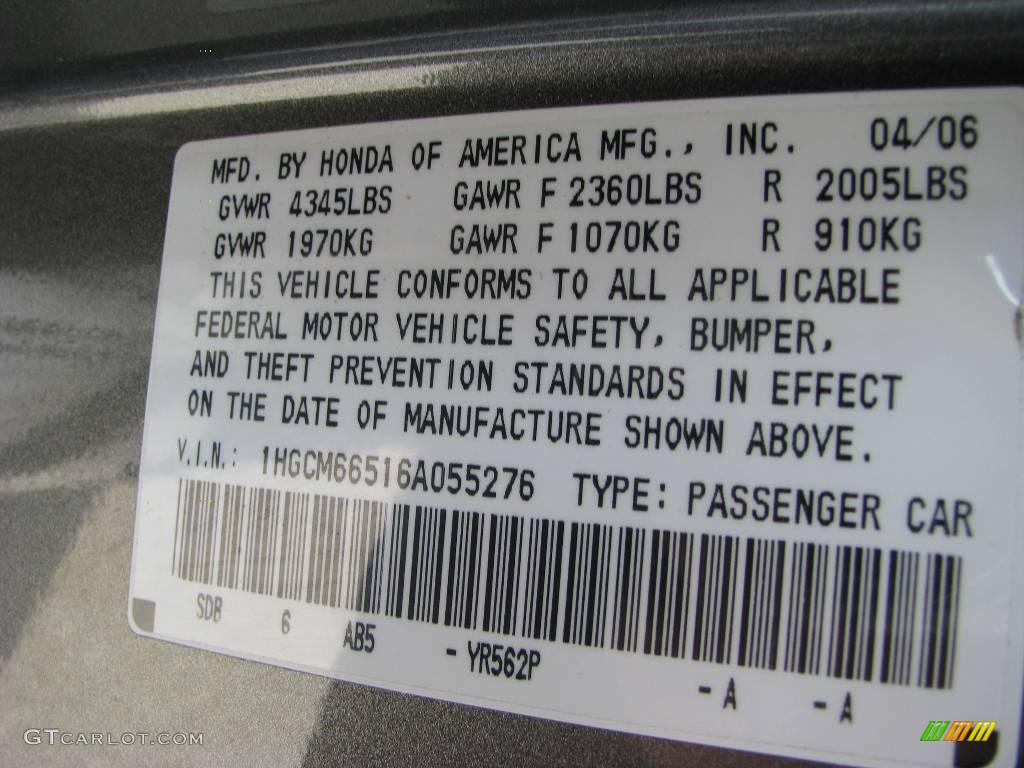 MFD. BY HONDA OF AMERICA MFG., INC. 04/06
GVWR 4345LBS GAWR F 2360LBS R 2005LBS
GVWR 1970KG GAWR F 1070KG R 910KG
THIS VEHICLE CONFORMS TO ALL APPLICABLE
FEDERAL MOTOR VEHICLE SAFETY, BUMPER,
AND THEFT PREVENTION STANDARDS IN EFFECT
ON THE DATE OF MANUFACTURE SHOWN ABOVE.
V.I.N.: 1HGCM66516A055276 TYPE: PASSENGER CAR
SDB 6 AB5 -YR562P -A -A
GTCARLOT.COM